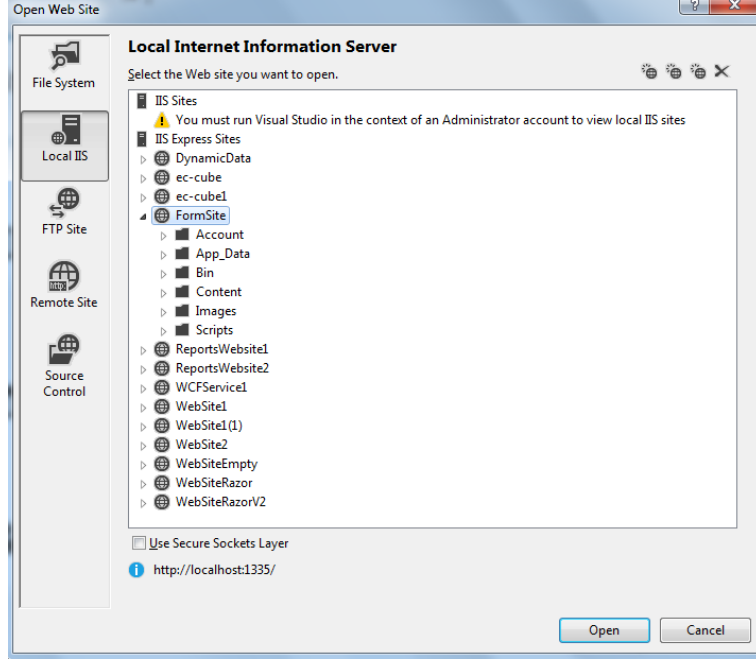 Open Web Site
?
File System
Local IIS
FTP Site
http:
Remote Site
Source
Control
Local Internet Information Server
Select the Web site you want to open.
IIS Sites
You must run Visual Studio in the context of an Administrator account to view local IIS sites
IIS Express Sites
DynamicData
ec-cube
ec-cube1
FormSite
Account
App_Data
Bin
Content
Images
Scripts
ReportsWebsite1
ReportsWebsite2
WCFService1
WebSite1
WebSite1(1)
WebSite2
WebSiteEmpty
WebSiteRazor
WebSiteRazorV2
Use Secure Sockets Layer
http://localhost:1335/
Open Cancel